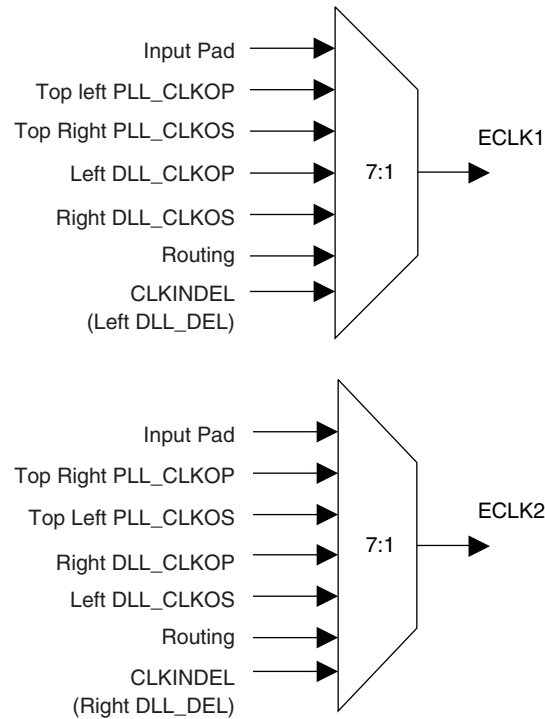 Input Pad
Top left PLL_CLKOP
Top Right PLL_CLKOS
Left DLL_CLKOP
Right DLL_CLKOS
Routing
CLKINDEL
(Left DLL_DEL)
7:1
ECLK1
Input Pad
Top Right PLL_CLKOP
Top Left PLL_CLKOS
Right DLL_CLKOP
Left DLL_CLKOS
Routing
CLKINDEL
(Right DLL_DEL)
7:1
ECLK2